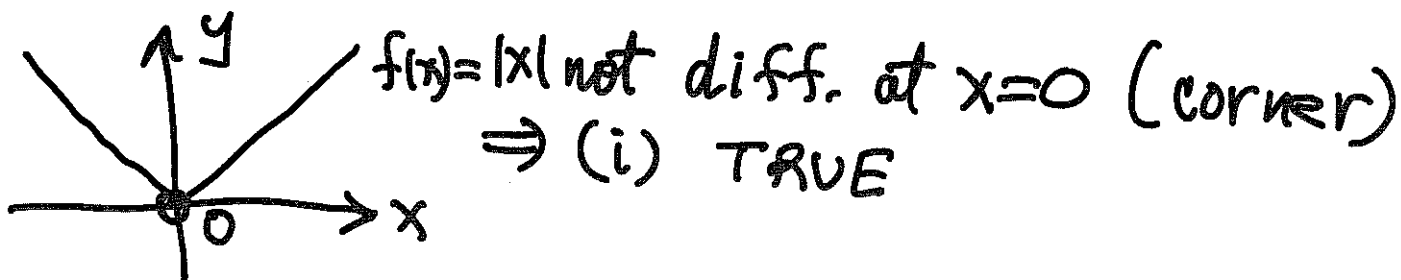 y
f(x)=|x| not diff. at x=0 (corner)
⇒ (i) TRUE
0
x